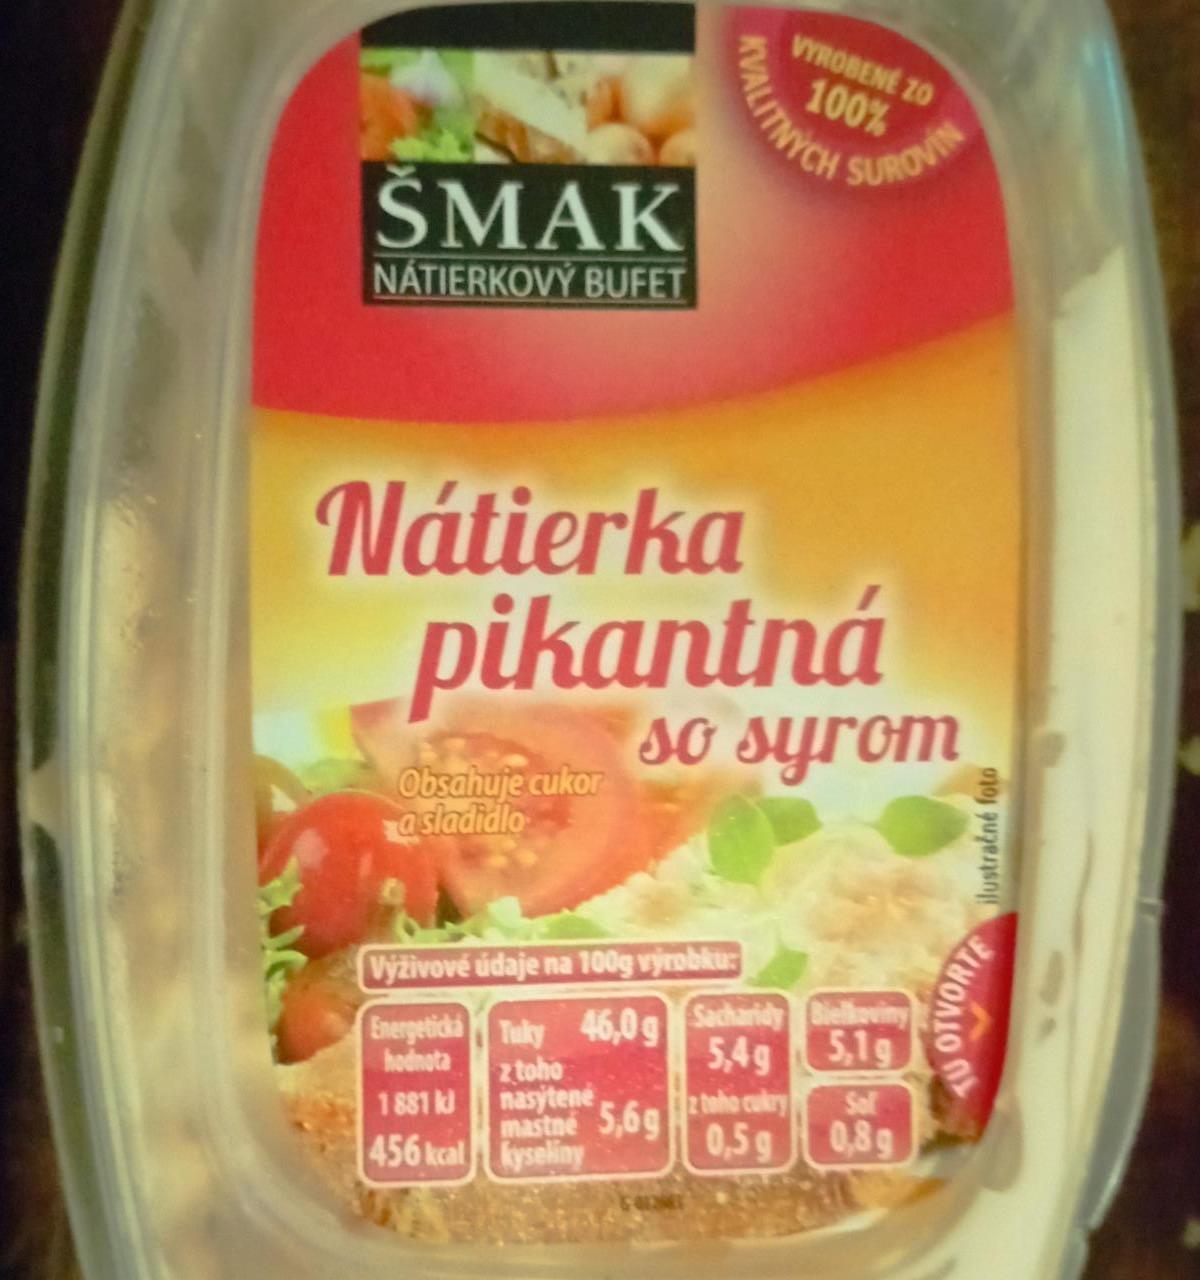 VYROBENÉ ZO
100%
KVALITNÝCH SUROVÍN
ŠMAK
NÁTIERKOVÝ BUFET
Nátierka
pikantná
so syrom
Obsahuje cukor
a sladidlo
ilustračné foto
TU OTVORTE
Výživové údaje na 100g výrobku:
Energetická
hodnota
1 881 kJ
456 kcal
Tuky 46,0 g
z toho
nasýtené
mastné 5,6 g
kyseliny
Sacharidy
5,4 g
z toho cukry
0,5 g
Bielkoviny
5,1 g
Soľ
0,8 g